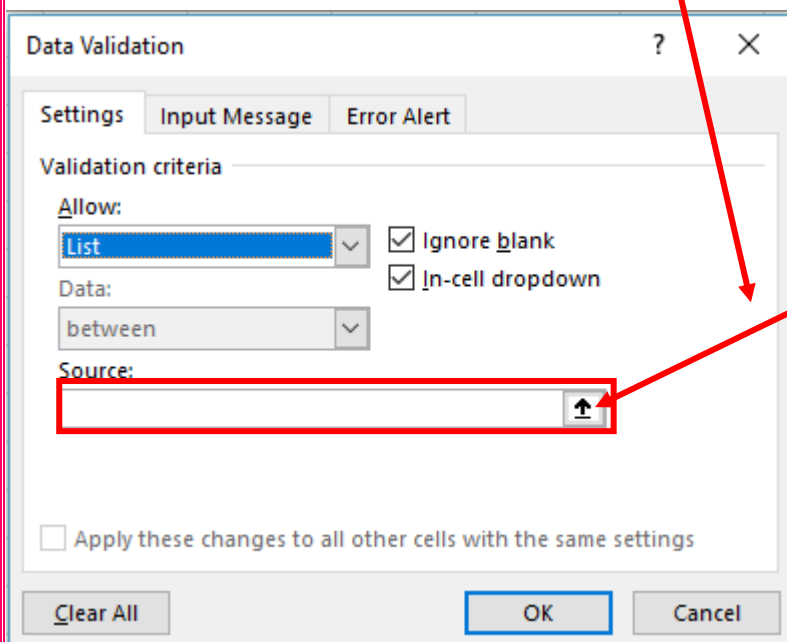 Data Validation ?
Settings Input Message Error Alert
Validation criteria
Allow:
List
Ignore blank
In-cell dropdown
Data:
between
Source:
Apply these changes to all other cells with the same settings
Clear All OK Cancel